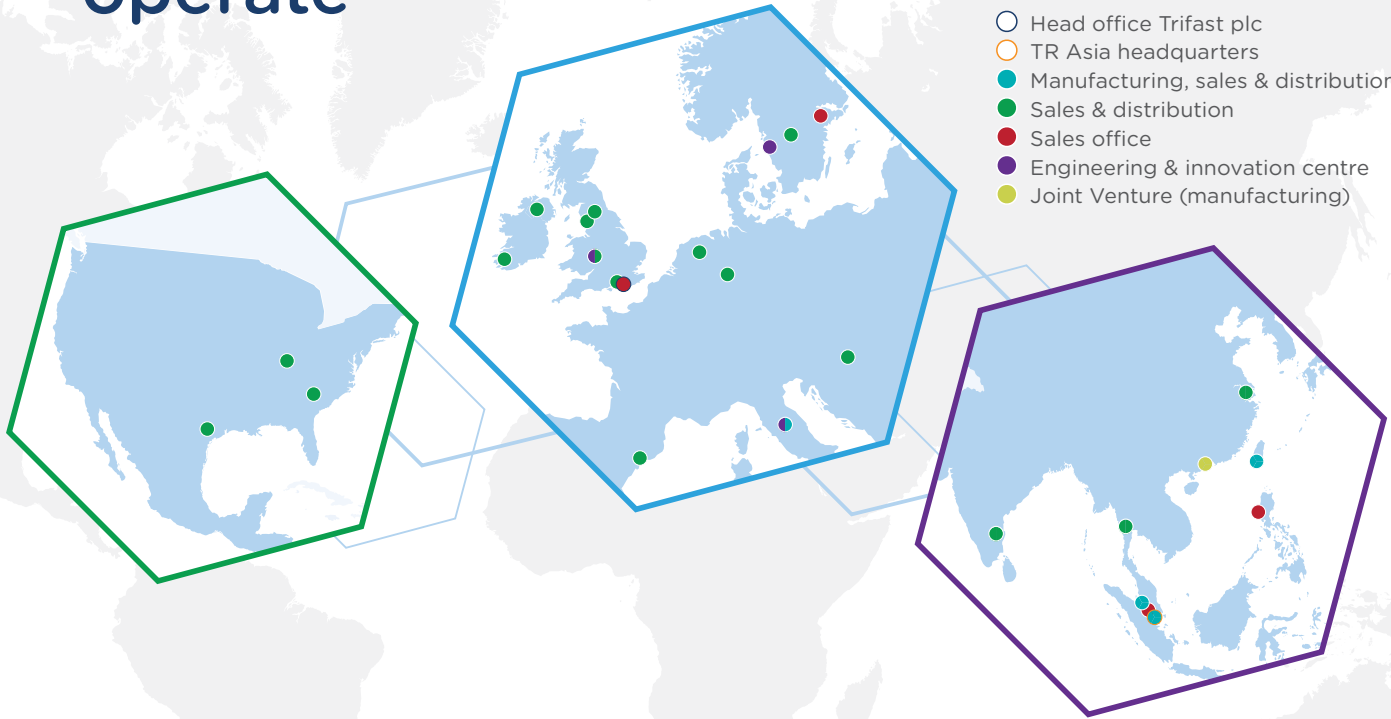 operate
Head office Trifast plc
TR Asia headquarters
Manufacturing, sales & distribution
Sales & distribution
Sales office
Engineering & innovation centre
Joint Venture (manufacturing)